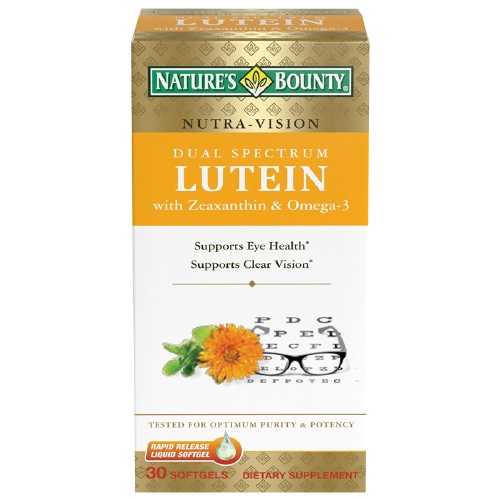 NATURE'S BOUNTY®
NUTRA-VISION
DUAL SPECTRUM
LUTEIN
with Zeaxanthin & Omega-3
Supports Eye Health*
Supports Clear Vision*
P D C
C P E L
E C F I
D P Z F
F E L O P Z D
D E F P O T E C
TESTED FOR OPTIMUM PURITY & POTENCY
RAPID RELEASE
LIQUID SOFTGEL
30 SOFTGELS DIETARY SUPPLEMENT